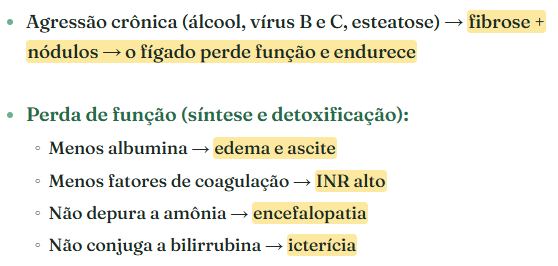 • Agressão crônica (álcool, vírus B e C, esteatose) → fibrose +
nódulos → o fígado perde função e endurece
• Perda de função (síntese e detoxificação):
◦ Menos albumina → edema e ascite
◦ Menos fatores de coagulação → INR alto
◦ Não depura a amônia → encefalopatia
◦ Não conjuga a bilirrubina → icterícia